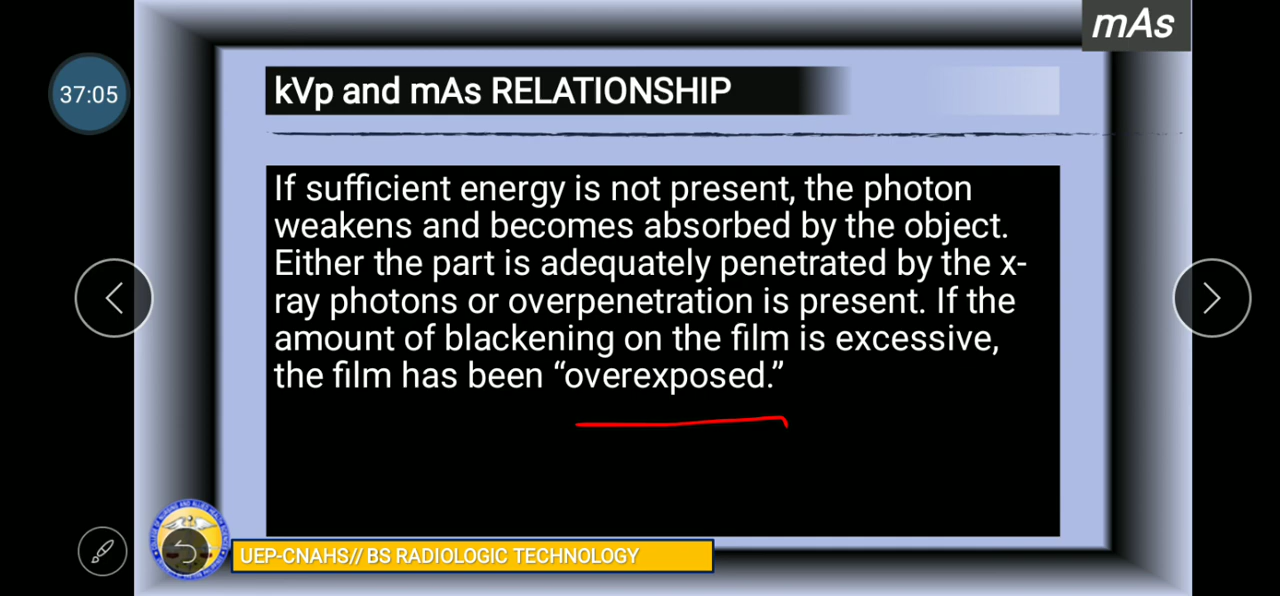 mAs
37:05
kVp and mAs RELATIONSHIP
If sufficient energy is not present, the photon
weakens and becomes absorbed by the object.
Either the part is adequately penetrated by the x-
ray photons or overpenetration is present. If the
amount of blackening on the film is excessive,
the film has been “overexposed.”
UEP-CNAHS// BS RADIOLOGIC TECHNOLOGY